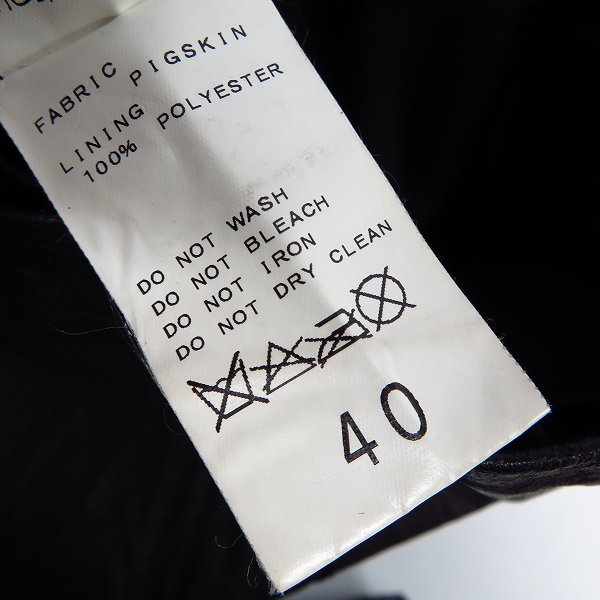 FABRIC PIGSKIN
LINING POLYESTER
100%
DO NOT WASH
DO NOT BLEACH
DO NOT IRON
DO NOT DRY CLEAN
40